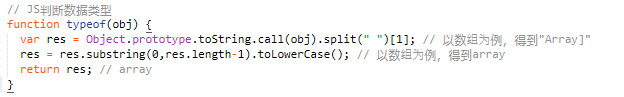 // JS判断数据类型
function typeof(obj) {
var res = Object.prototype.toString.call(obj).split(" ")[1]; // 以数组为例，得到"Array]"
res = res.substring(0,res.length-1).toLowerCase(); // 以数组为例，得到array
return res; // array
}